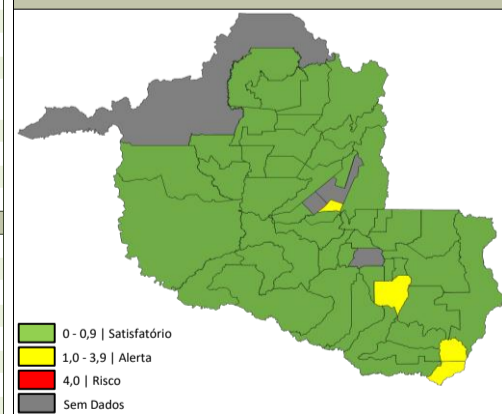 0 - 0,9 | Satisfatório
1,0 - 3,9 | Alerta
4,0 | Risco
Sem Dados